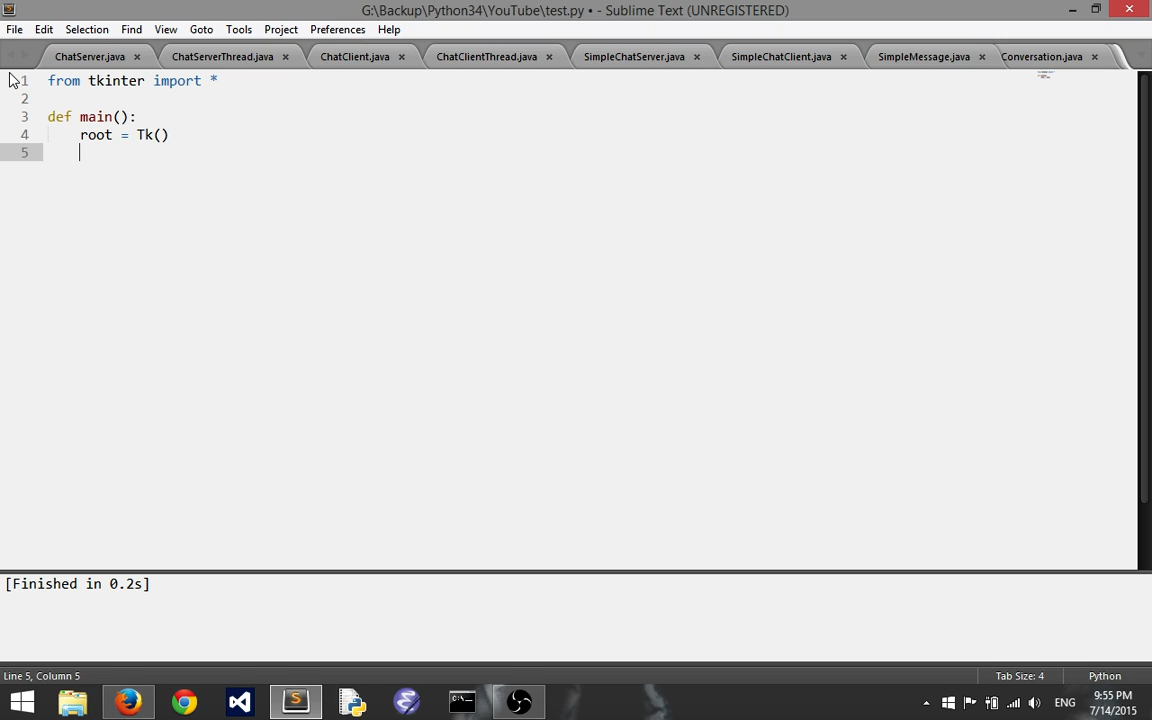 G:\Backup\Python34\YouTube\test.py • - Sublime Text (UNREGISTERED)
File Edit Selection Find View Goto Tools Project Preferences Help
ChatServer.java × ChatServerThread.java × ChatClient.java × ChatClientThread.java × SimpleChatServer.java × SimpleChatClient.java × SimpleMessage.java × Conversation.java ×
1 from tkinter import *
2
3 def main():
4 root = Tk()
5
[Finished in 0.2s]
Line 5, Column 5 Tab Size: 4 Python
ENG 9:55 PM
7/14/2015